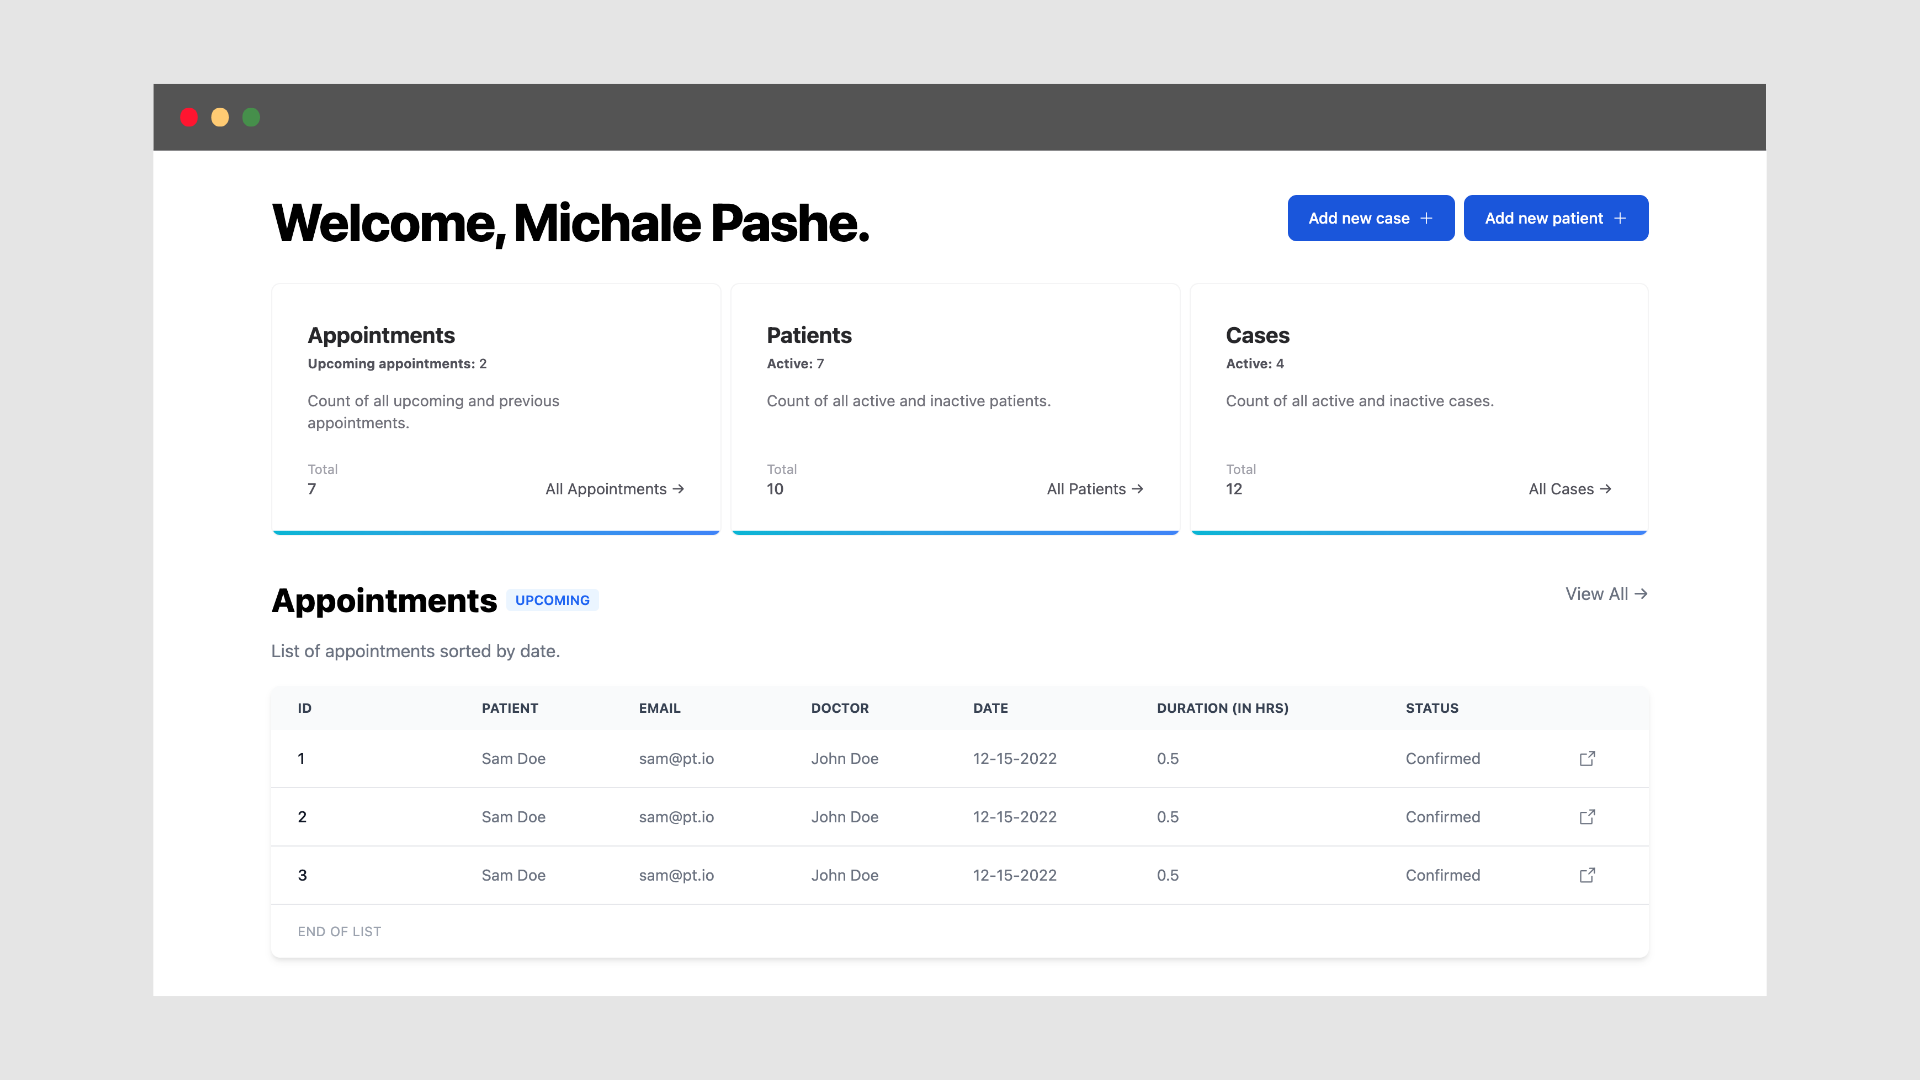 Welcome, Michale Pashe.
Add new case +
Add new patient +
Appointments
Upcoming appointments: 2
Count of all upcoming and previous
appointments.
Total
7
All Appointments →
Patients
Active: 7
Count of all active and inactive patients.
Total
10
All Patients →
Cases
Active: 4
Count of all active and inactive cases.
Total
12
All Cases →
Appointments UPCOMING
View All →
List of appointments sorted by date.
ID PATIENT EMAIL DOCTOR DATE DURATION (IN HRS) STATUS
1 Sam Doe sam@pt.io John Doe 12-15-2022 0.5 Confirmed
2 Sam Doe sam@pt.io John Doe 12-15-2022 0.5 Confirmed
3 Sam Doe sam@pt.io John Doe 12-15-2022 0.5 Confirmed
END OF LIST